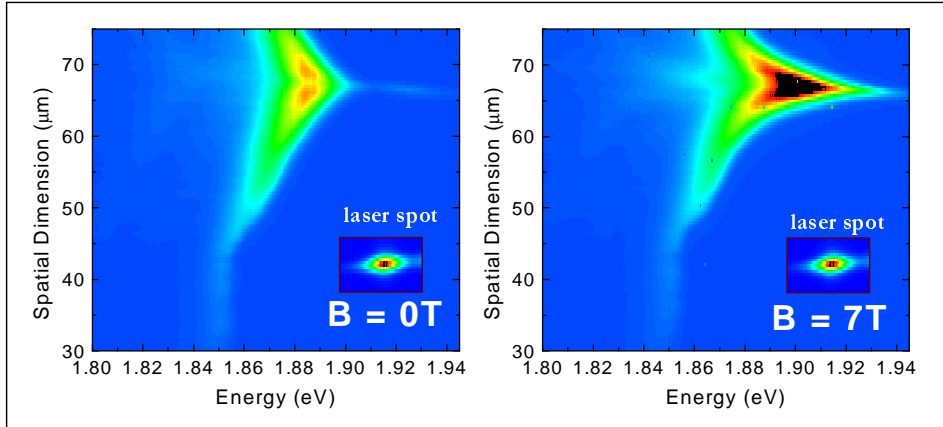 Spatial Dimension (μm)
70
60
50
40
30
laser spot
B = 0T
1.80 1.82 1.84 1.86 1.88 1.90 1.92 1.94
Energy (eV)
Spatial Dimension (μm)
70
60
50
40
30
laser spot
B = 7T
1.80 1.82 1.84 1.86 1.88 1.90 1.92 1.94
Energy (eV)